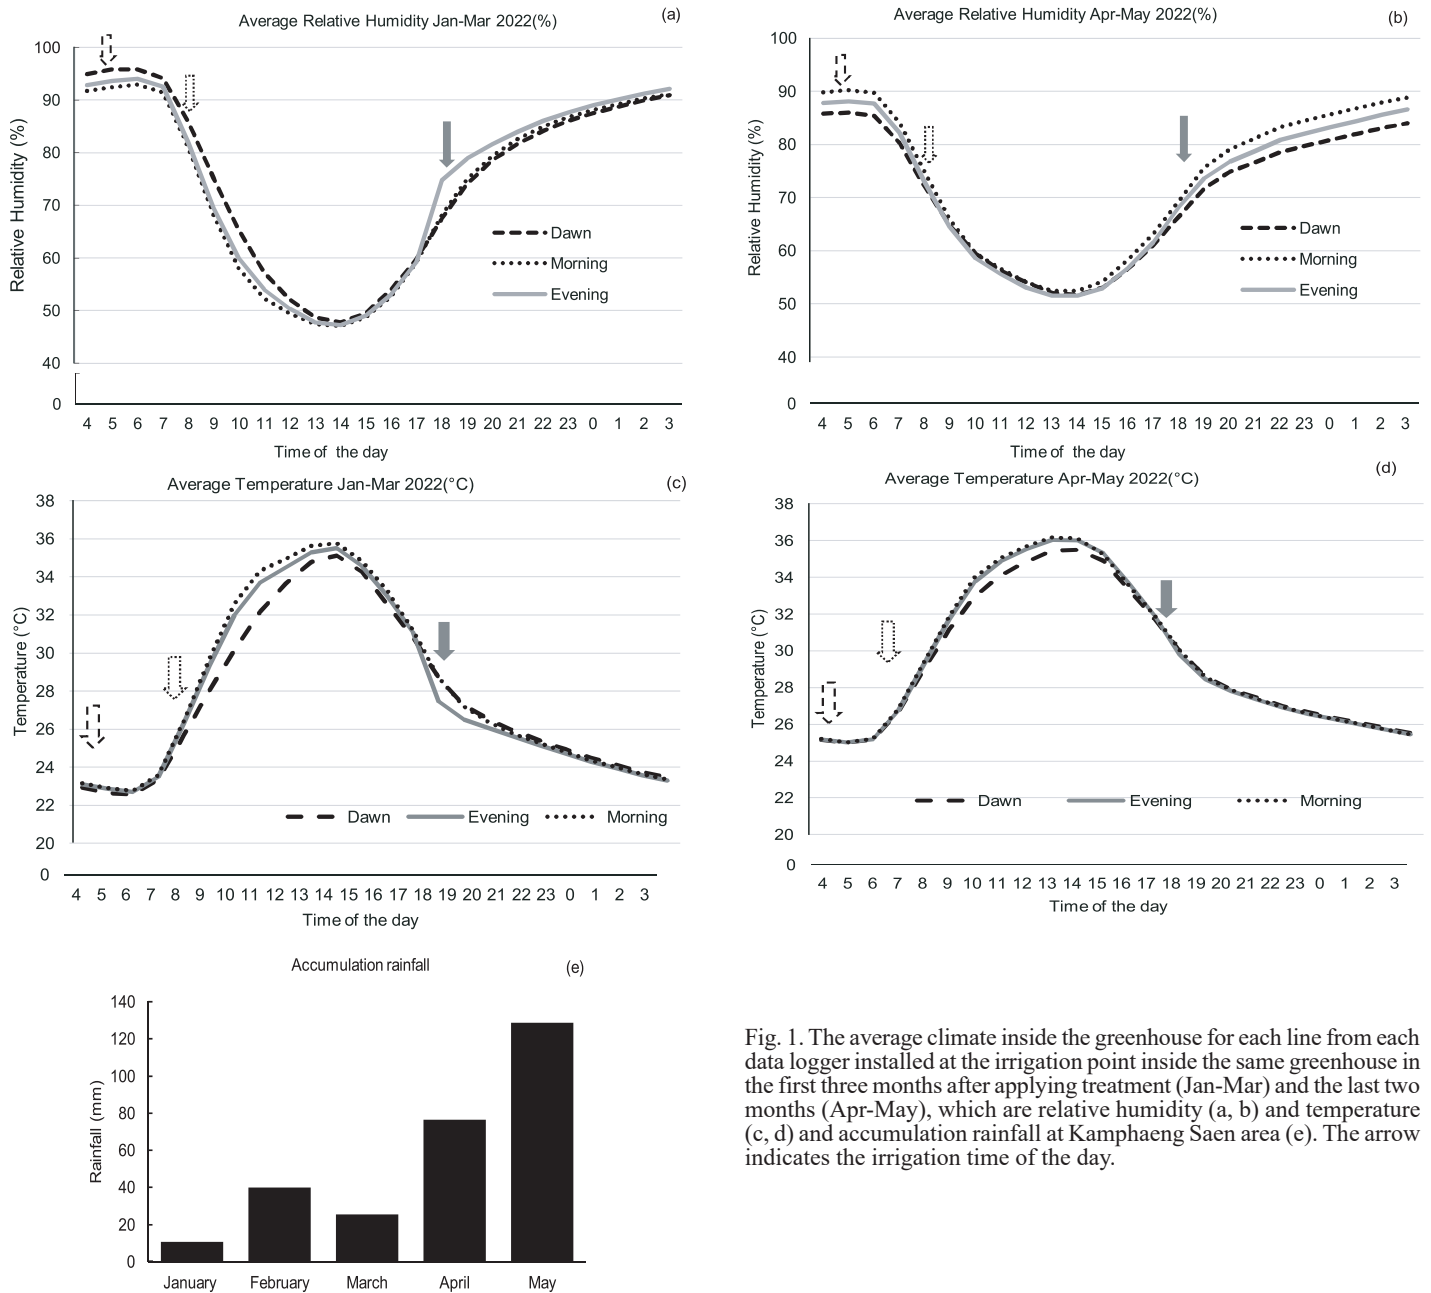 Average Relative Humidity Jan-Mar 2022(%)
(a)
100
90
80
70
60
50
40
0
Relative Humidity (%)
Dawn
Morning
Evening
4 5 6 7 8 9 10 11 12 13 14 15 16 17 18 19 20 21 22 23 0 1 2 3
Time of the day
Average Relative Humidity Apr-May 2022(%)
(b)
100
90
80
70
60
50
40
0
Relative Humidity (%)
Dawn
Morning
Evening
4 5 6 7 8 9 10 11 12 13 14 15 16 17 18 19 20 21 22 23 0 1 2 3
Time of the day
Average Temperature Jan-Mar 2022(°C)
(c)
38
36
34
32
30
28
26
24
22
20
0
Temperature (°C)
Dawn Evening Morning
4 5 6 7 8 9 10 11 12 13 14 15 16 17 18 19 20 21 22 23 0 1 2 3
Time of the day
Average Temperature Apr-May 2022(°C)
(d)
38
36
34
32
30
28
26
24
22
20
0
Temperature (°C)
Dawn Evening Morning
4 5 6 7 8 9 10 11 12 13 14 15 16 17 18 19 20 21 22 23 0 1 2 3
Time of the day
Accumulation rainfall
(e)
140
120
100
80
60
40
20
0
Rainfall (mm)
January February March April May
Fig. 1. The average climate inside the greenhouse for each line from each
data logger installed at the irrigation point inside the same greenhouse in
the first three months after applying treatment (Jan-Mar) and the last two
months (Apr-May), which are relative humidity (a, b) and temperature
(c, d) and accumulation rainfall at Kamphaeng Saen area (e). The arrow
indicates the irrigation time of the day.